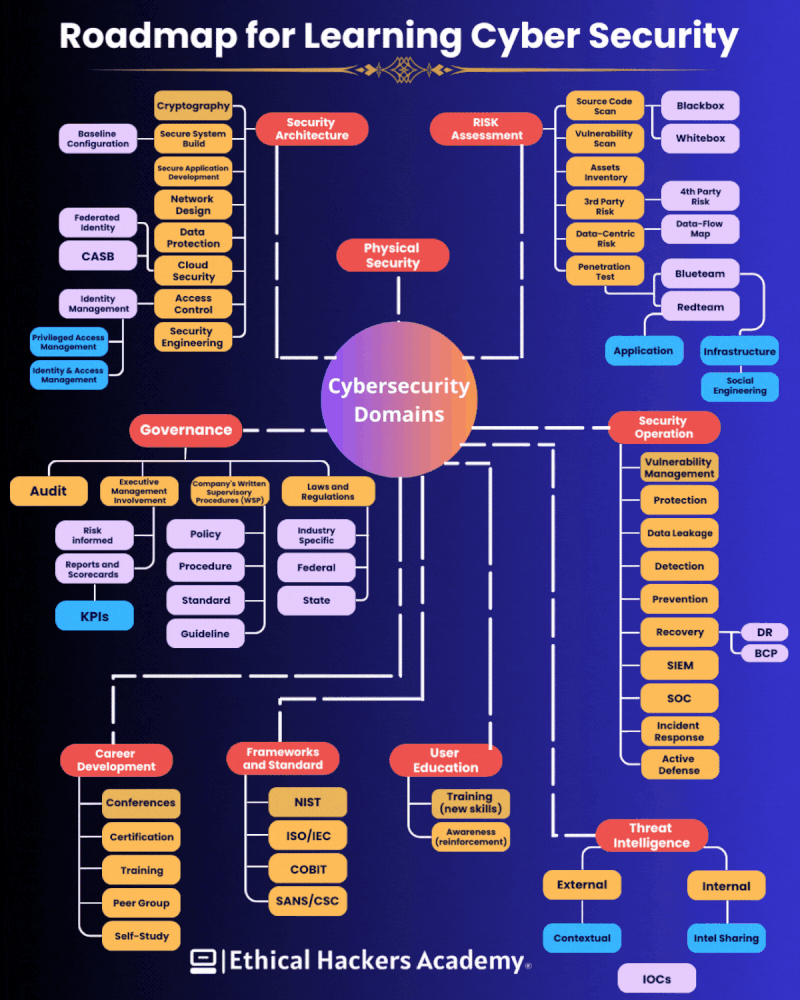 Roadmap for Learning Cyber Security
Cryptography
Security
Architecture
Baseline
Configuration
Secure System
Build
Secure Application
Development
Network
Design
Federated
Identity
Data
Protection
CASB
Cloud
Security
Identity
Management
Access
Control
Privileged Access
Management
Security
Engineering
Identity & Access
Management
RISK
Assessment
Source Code
Scan
Blackbox
Vulnerability
Scan
Whitebox
Assets
Inventory
3rd Party
Risk
4th Party
Risk
Data-Centric
Risk
Data-Flow
Map
Penetration
Test
Blueteam
Redteam
Application
Infrastructure
Social
Engineering
Physical
Security
Cybersecurity
Domains
Governance
Audit
Executive
Management
Involvement
Company's Written
Supervisory
Procedures (WSP)
Laws and
Regulations
Risk
informed
Reports and
Scorecards
KPIs
Policy
Procedure
Standard
Guideline
Industry
Specific
Federal
State
Security
Operation
Vulnerability
Management
Protection
Data Leakage
Detection
Prevention
Recovery
DR
BCP
SIEM
SOC
Incident
Response
Active
Defense
Career
Development
Conferences
Certification
Training
Peer Group
Self-Study
Frameworks
and Standard
NIST
ISO/IEC
COBIT
SANS/CSC
User
Education
Training
(new skills)
Awareness
(reinforcement)
Threat
Intelligence
External
Internal
Contextual
Intel Sharing
IOCs
Ethical Hackers Academy®